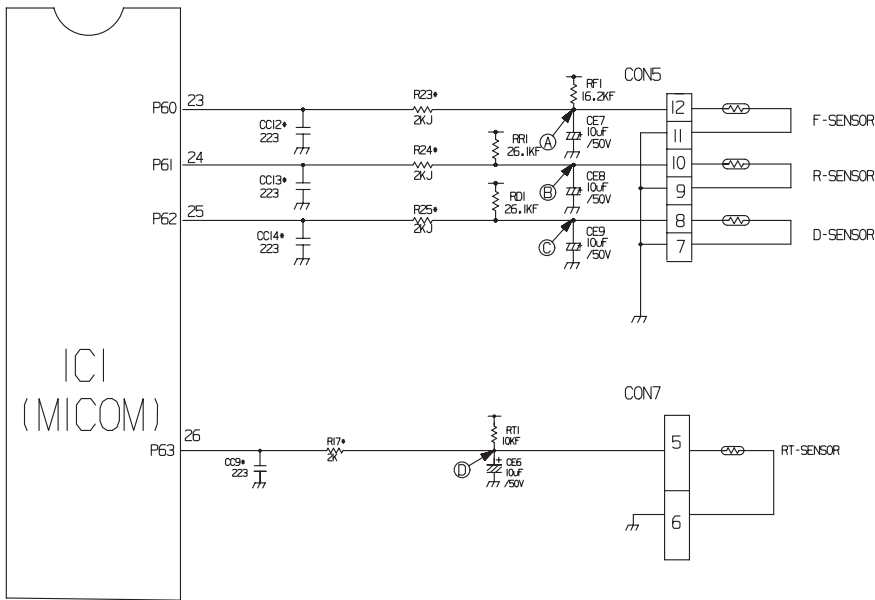 CON5
RF1
16.2KF
P60
23
R23*
2KJ
CC12*
223
A
CE7
10uF
/50V
12
11
F-SENSOR
P61
24
R24*
2KJ
RR1
26.1KF
CC13*
223
B
CE8
10uF
/50V
10
9
R-SENSOR
P62
25
R25*
2KJ
RD1
26.1KF
CC14*
223
C
CE9
10uF
/50V
8
7
D-SENSOR
IC1
(MICOM)
CON7
P63
26
R17*
2K
CC9*
223
RT1
10KF
D
CE6
10uF
/50V
5
6
RT-SENSOR